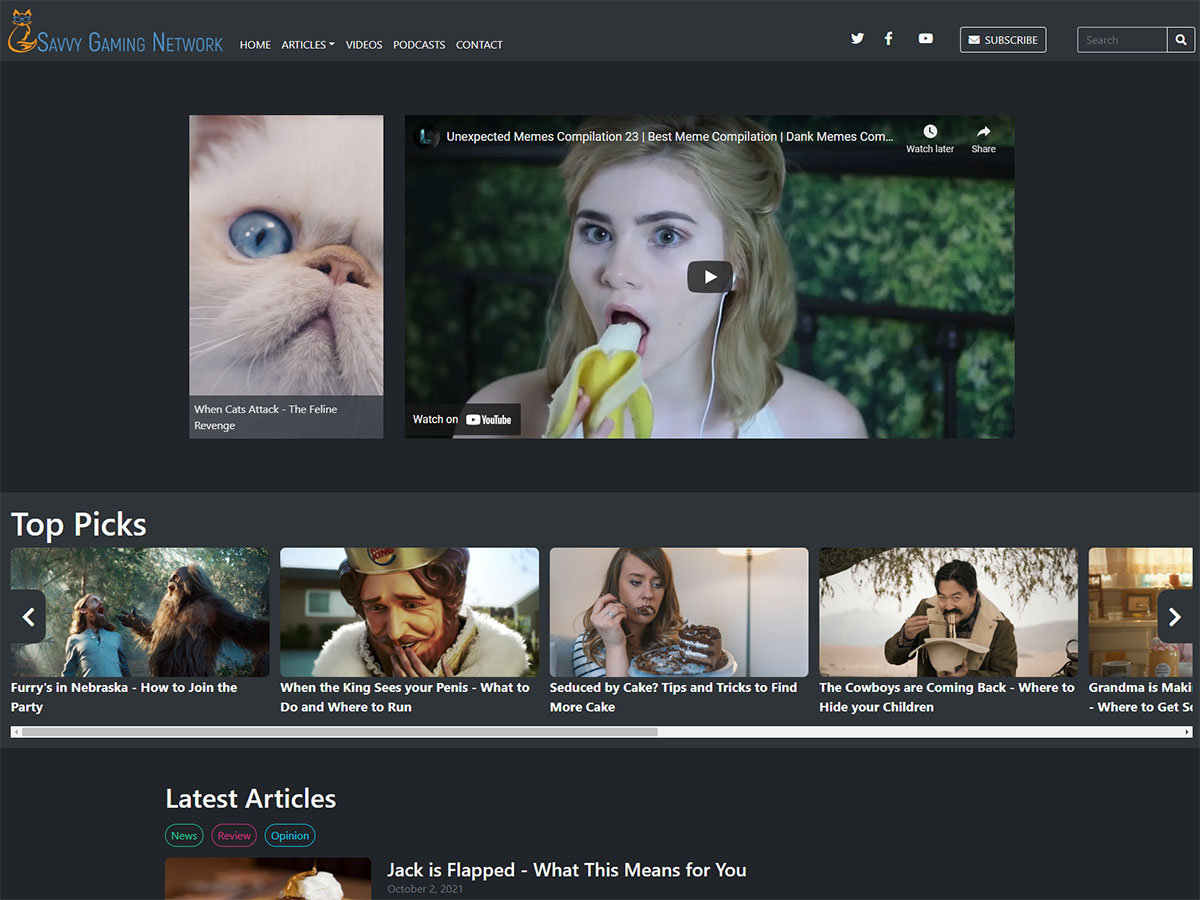 Savvy Gaming Network
HOME ARTICLES VIDEOS PODCASTS CONTACT
SUBSCRIBE
Search
Unexpected Memes Compilation 23 | Best Meme Compilation | Dank Memes Com...
Watch later
Share
When Cats Attack - The Feline
Revenge
Watch on YouTube
Top Picks
KING
Furry's in Nebraska - How to Join the
Party
When the King Sees your Penis - What to
Do and Where to Run
Seduced by Cake? Tips and Tricks to Find
More Cake
The Cowboys are Coming Back - Where to
Hide your Children
Grandma is Maki
- Where to Get S
Latest Articles
News Review Opinion
Jack is Flapped - What This Means for You
October 2, 2021